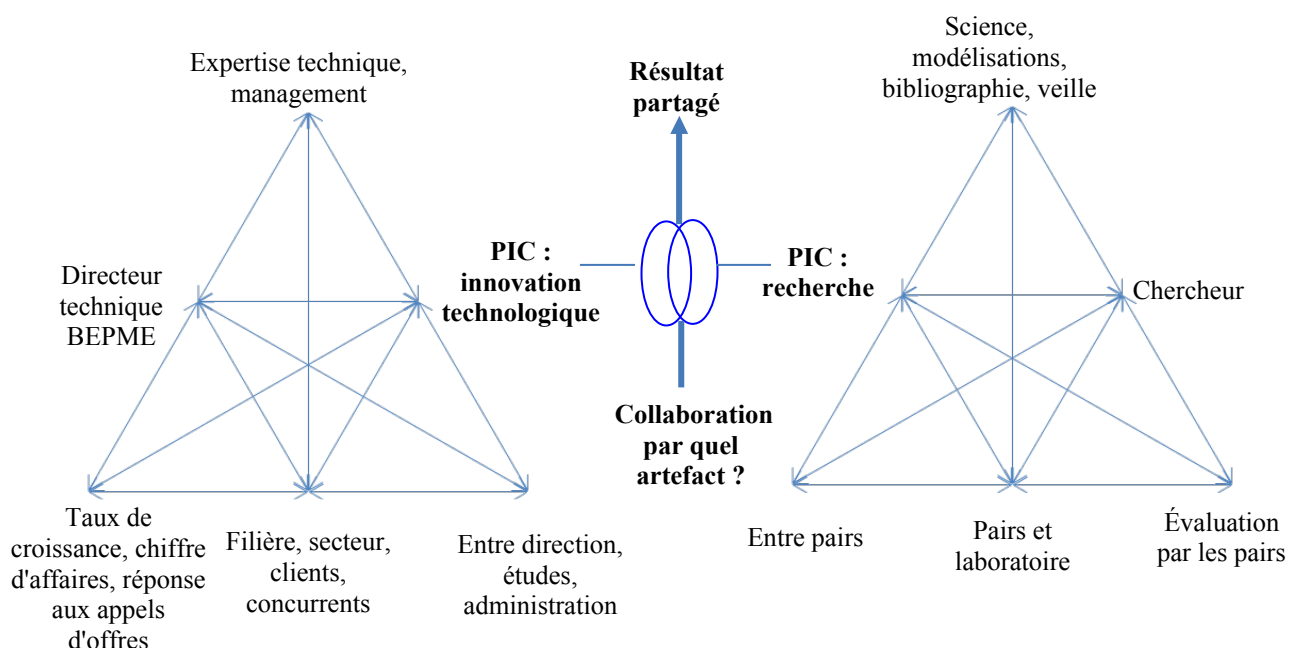 Expertise technique,
management
Résultat
partagé
Science,
modélisations,
bibliographie, veille
Directeur
technique
BEPME
PIC :
innovation
technologique
PIC :
recherche
Chercheur
Collaboration
par quel
artefact ?
Taux de
croissance, chiffre
d'affaires, réponse
aux appels
d'offres
Filière, secteur,
clients,
concurrents
Entre direction,
études,
administration
Entre pairs
Pairs et
laboratoire
Évaluation
par les pairs